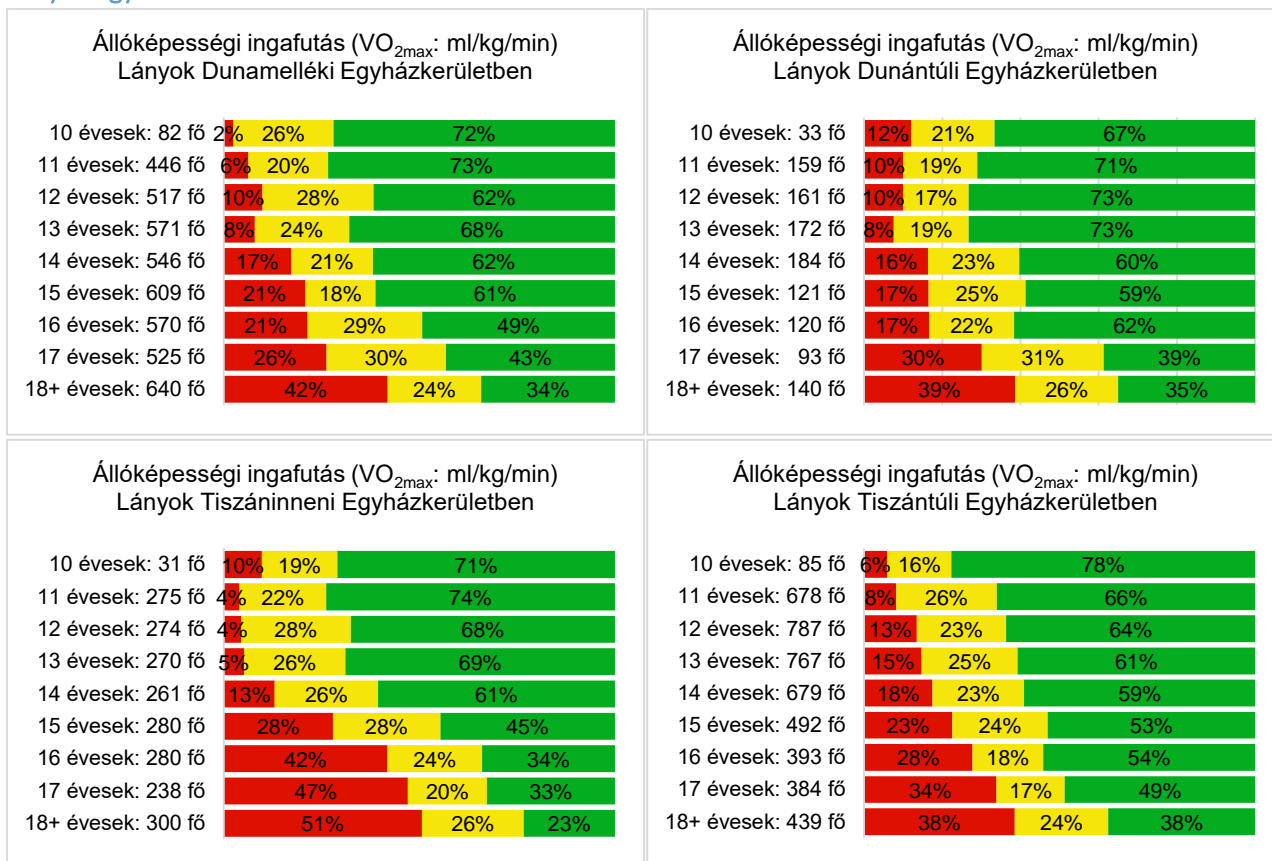 Állóképességi ingafutás (VO2max: ml/kg/min)
Lányok Dunamelléki Egyházkerületben
10 évesek: 82 fő 2% 26% 72%
11 évesek: 446 fő 6% 20% 73%
12 évesek: 517 fő 10% 28% 62%
13 évesek: 571 fő 8% 24% 68%
14 évesek: 546 fő 17% 21% 62%
15 évesek: 609 fő 21% 18% 61%
16 évesek: 570 fő 21% 29% 49%
17 évesek: 525 fő 26% 30% 43%
18+ évesek: 640 fő 42% 24% 34%
Állóképességi ingafutás (VO2max: ml/kg/min)
Lányok Dunántúli Egyházkerületben
10 évesek: 33 fő 12% 21% 67%
11 évesek: 159 fő 10% 19% 71%
12 évesek: 161 fő 10% 17% 73%
13 évesek: 172 fő 8% 19% 73%
14 évesek: 184 fő 16% 23% 60%
15 évesek: 121 fő 17% 25% 59%
16 évesek: 120 fő 17% 22% 62%
17 évesek: 93 fő 30% 31% 39%
18+ évesek: 140 fő 39% 26% 35%
Állóképességi ingafutás (VO2max: ml/kg/min)
Lányok Tiszáninneni Egyházkerületben
10 évesek: 31 fő 10% 19% 71%
11 évesek: 275 fő 4% 22% 74%
12 évesek: 274 fő 4% 28% 68%
13 évesek: 270 fő 5% 26% 69%
14 évesek: 261 fő 13% 26% 61%
15 évesek: 280 fő 28% 28% 45%
16 évesek: 280 fő 42% 24% 34%
17 évesek: 238 fő 47% 20% 33%
18+ évesek: 300 fő 51% 26% 23%
Állóképességi ingafutás (VO2max: ml/kg/min)
Lányok Tiszántúli Egyházkerületben
10 évesek: 85 fő 6% 16% 78%
11 évesek: 678 fő 8% 26% 66%
12 évesek: 787 fő 13% 23% 64%
13 évesek: 767 fő 15% 25% 61%
14 évesek: 679 fő 18% 23% 59%
15 évesek: 492 fő 23% 24% 53%
16 évesek: 393 fő 28% 18% 54%
17 évesek: 384 fő 34% 17% 49%
18+ évesek: 439 fő 38% 24% 38%